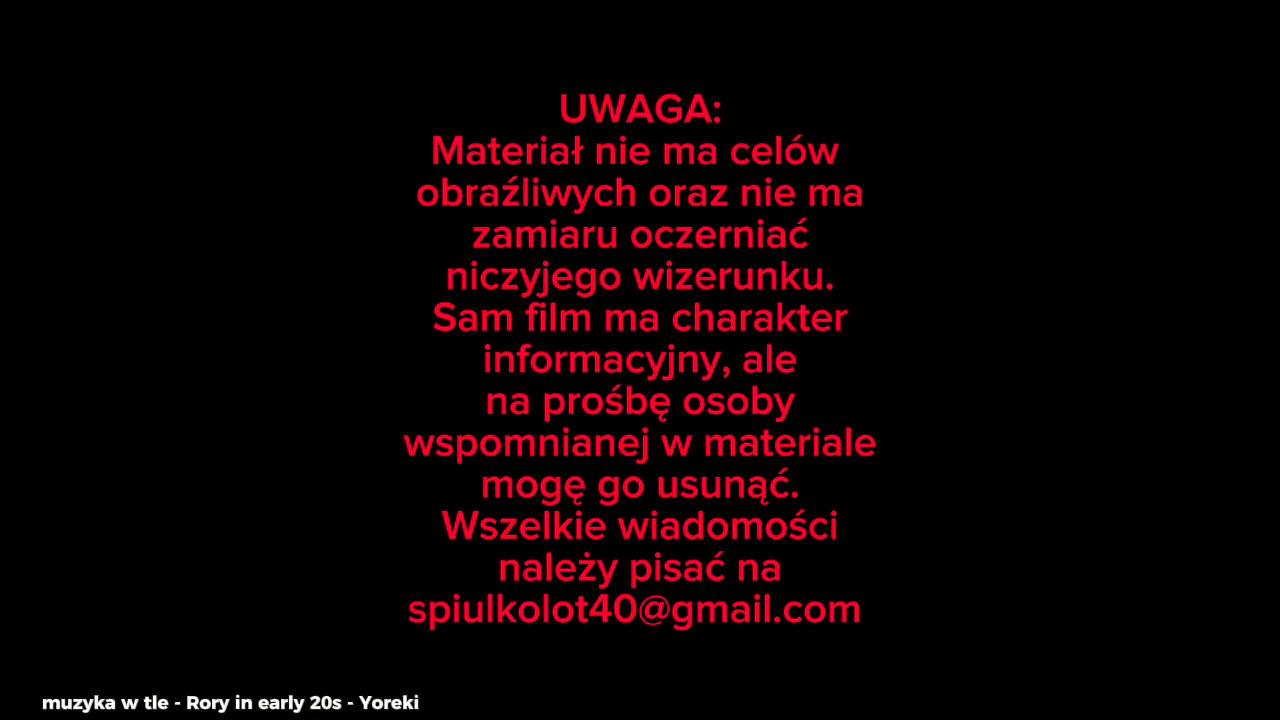 UWAGA:
Materiał nie ma celów
obraźliwych oraz nie ma
zamiaru oczerniać
niczyjego wizerunku.
Sam film ma charakter
informacyjny, ale
na prośbę osoby
wspomnianej w materiale
mogę go usunąć.
Wszelkie wiadomości
należy pisać na
spiulkolot40@gmail.com
muzyka w tle - Rory in early 20s - Yoreki